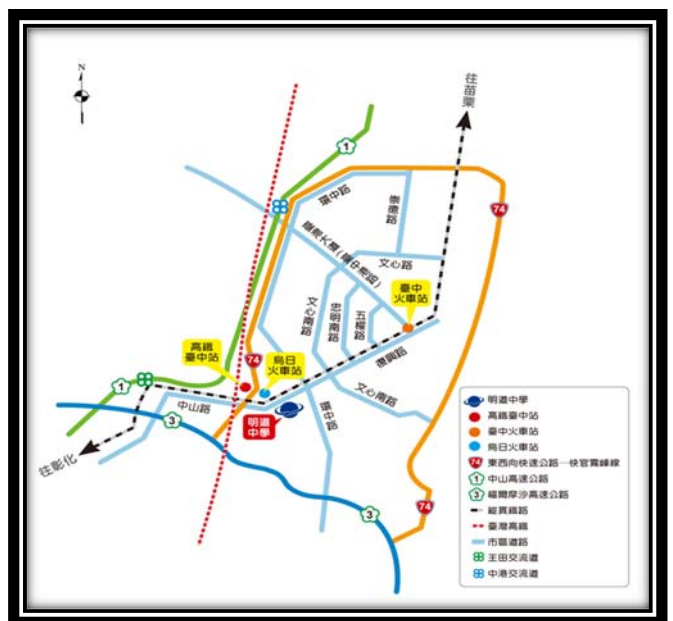 N
往苗栗
1
環中路
崇德路
74
臺灣大道(臺中港路)
文心路
臺中
火車站
文心南路
忠明南路
五權路
高鐵
臺中站
74
烏日
火車站
復興路
1
中山路
文心南路
明道
中學
環中路
3
往彰化
74
3
明道中學
高鐵臺中站
臺中火車站
烏日火車站
74 東西向快速公路—快官霧峰線
1 中山高速公路
3 福爾摩沙高速公路
縱貫鐵路
臺灣高鐵
市區道路
王田交流道
中港交流道